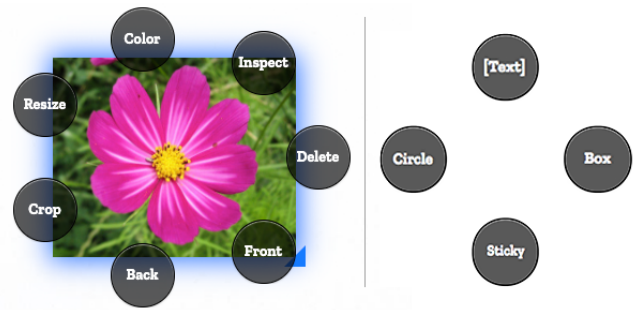 Color
Inspect
Resize
Delete
Crop
Front
Back
[Text]
Circle
Box
Sticky